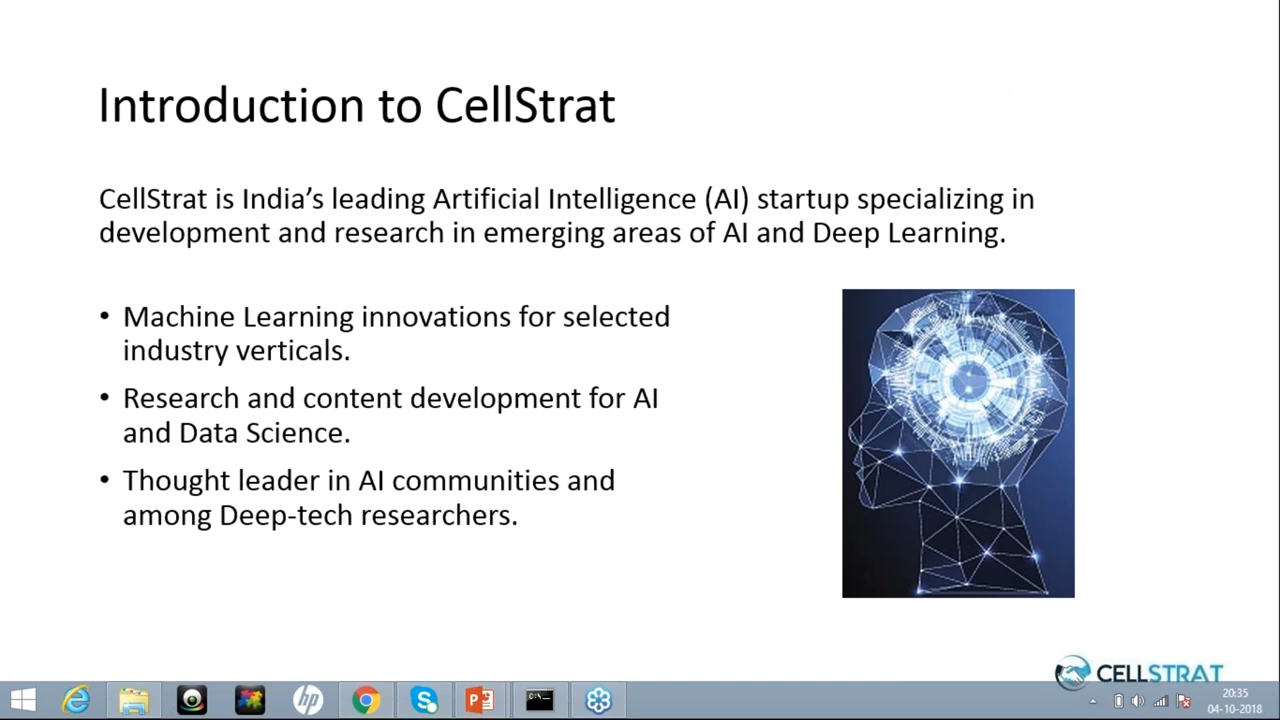 Introduction to CellStrat
CellStrat is India’s leading Artificial Intelligence (AI) startup specializing in
development and research in emerging areas of AI and Deep Learning.
• Machine Learning innovations for selected
industry verticals.
• Research and content development for AI
and Data Science.
• Thought leader in AI communities and
among Deep-tech researchers.
CELLSTRAT
hp
20:35
04-10-2018